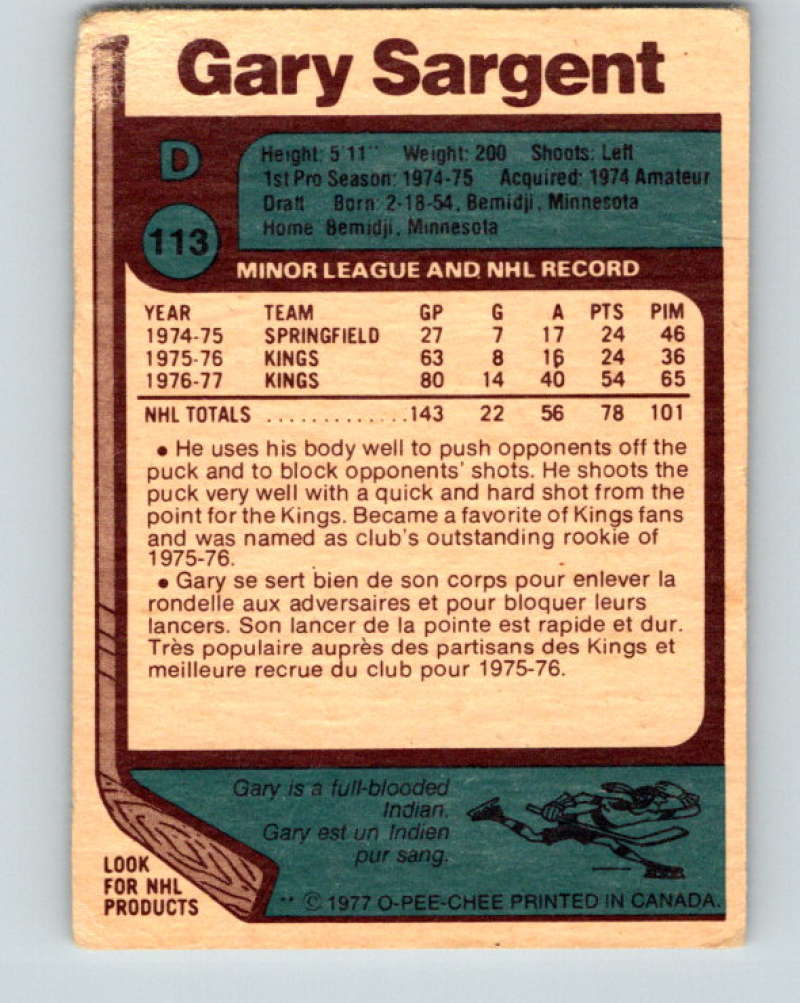 Gary Sargent
D
Height: 5'11" Weight: 200 Shoots: Left
1st Pro Season: 1974-75 Acquired: 1974 Amateur
Draft Born: 2-18-54, Bemidji, Minnesota
Home Bemidji, Minnesota
113
MINOR LEAGUE AND NHL RECORD
YEAR TEAM GP G A PTS PIM
1974-75 SPRINGFIELD 27 7 17 24 46
1975-76 KINGS 63 8 16 24 36
1976-77 KINGS 80 14 40 54 65
NHL TOTALS .............143 22 56 78 101
• He uses his body well to push opponents off the
puck and to block opponents' shots. He shoots the
puck very well with a quick and hard shot from the
point for the Kings. Became a favorite of Kings fans
and was named as club's outstanding rookie of
1975-76.
• Gary se sert bien de son corps pour enlever la
rondelle aux adversaires et pour bloquer leurs
lancers. Son lancer de la pointe est rapide et dur.
Très populaire auprès des partisans des Kings et
meilleure recrue du club pour 1975-76.
Gary is a full-blooded
Indian.
Gary est un Indien
pur sang.
LOOK
FOR NHL
PRODUCTS
** © 1977 O-PEE-CHEE PRINTED IN CANADA.